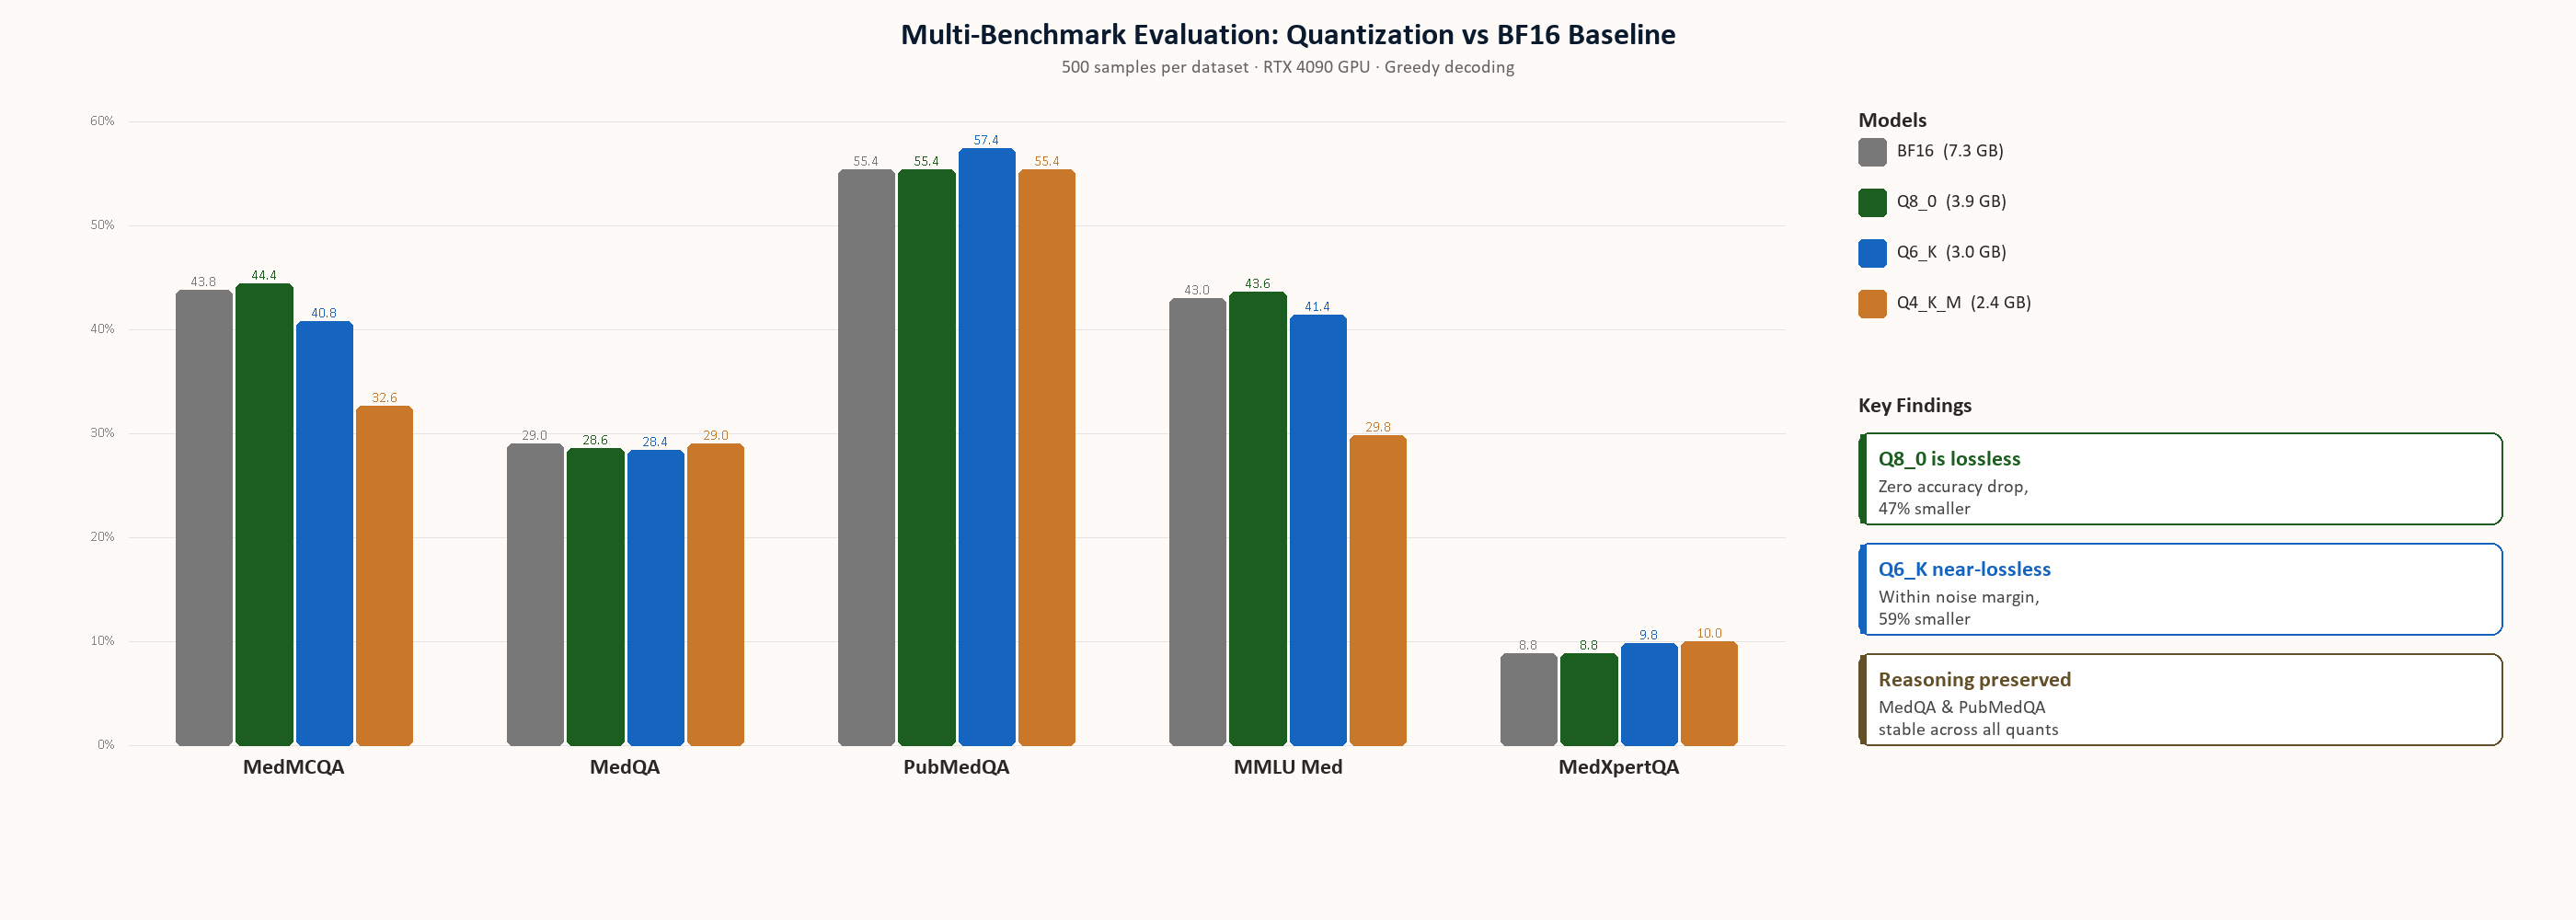 Multi-Benchmark Evaluation: Quantization vs BF16 Baseline
500 samples per dataset · RTX 4090 GPU · Greedy decoding
60%
50%
40%
30%
20%
10%
0%
43.8
44.4
40.8
32.6
29.0
28.6
28.4
29.0
55.4
55.4
57.4
55.4
43.0
43.6
41.4
29.8
8.8
8.8
9.8
10.0
MedMCQA
MedQA
PubMedQA
MMLU Med
MedXpertQA
Models
BF16 (7.3 GB)
Q8_0 (3.9 GB)
Q6_K (3.0 GB)
Q4_K_M (2.4 GB)
Key Findings
Q8_0 is lossless
Zero accuracy drop,
47% smaller
Q6_K near-lossless
Within noise margin,
59% smaller
Reasoning preserved
MedQA & PubMedQA
stable across all quants